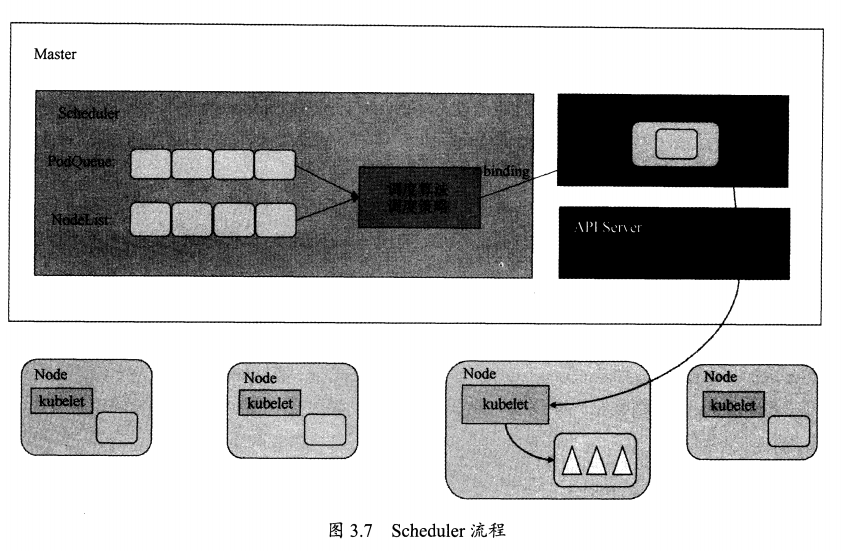 Master
Scheduler
PodQueue:
NodeList:
调度算法
调度策略
binding
API Server
Node
kubelet
Node
kubelet
Node
kubelet
Node
kubelet
图 3.7 Scheduler 流程